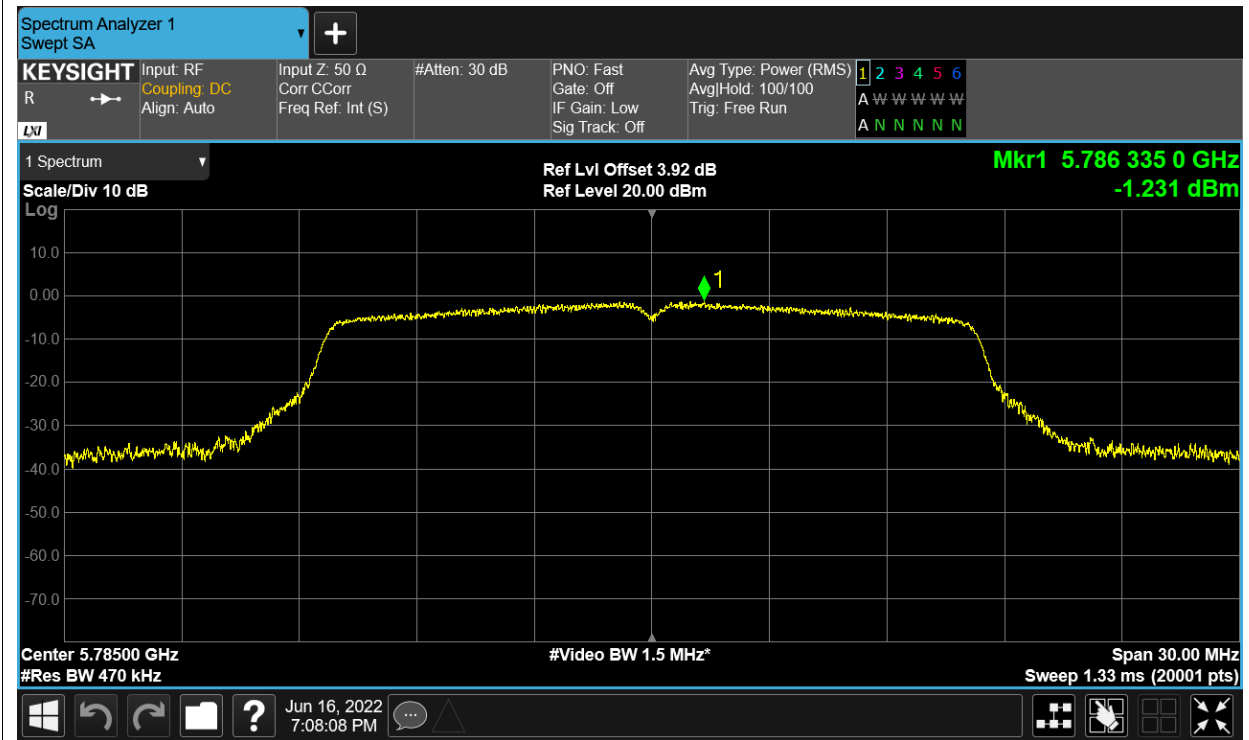 Spectrum Analyzer 1
Swept SA
KEYSIGHT
R
LXI
Input: RF
Coupling: DC
Align: Auto
Input Z: 50 Ω
Corr CCorr
Freq Ref: Int (S)
#Atten: 30 dB
PNO: Fast
Gate: Off
IF Gain: Low
Sig Track: Off
Avg Type: Power (RMS)
Avg|Hold: 100/100
Trig: Free Run
1 2 3 4 5 6
A W W W W W
A N N N N N
1 Spectrum
Scale/Div 10 dB
Log
Ref Lvl Offset 3.92 dB
Ref Level 20.00 dBm
Mkr1 5.786 335 0 GHz
-1.231 dBm
10.0
0.00
-10.0
-20.0
-30.0
-40.0
-50.0
-60.0
-70.0
1
Center 5.78500 GHz
#Res BW 470 kHz
#Video BW 1.5 MHz*
Span 30.00 MHz
Sweep 1.33 ms (20001 pts)
?
Jun 16, 2022
7:08:08 PM